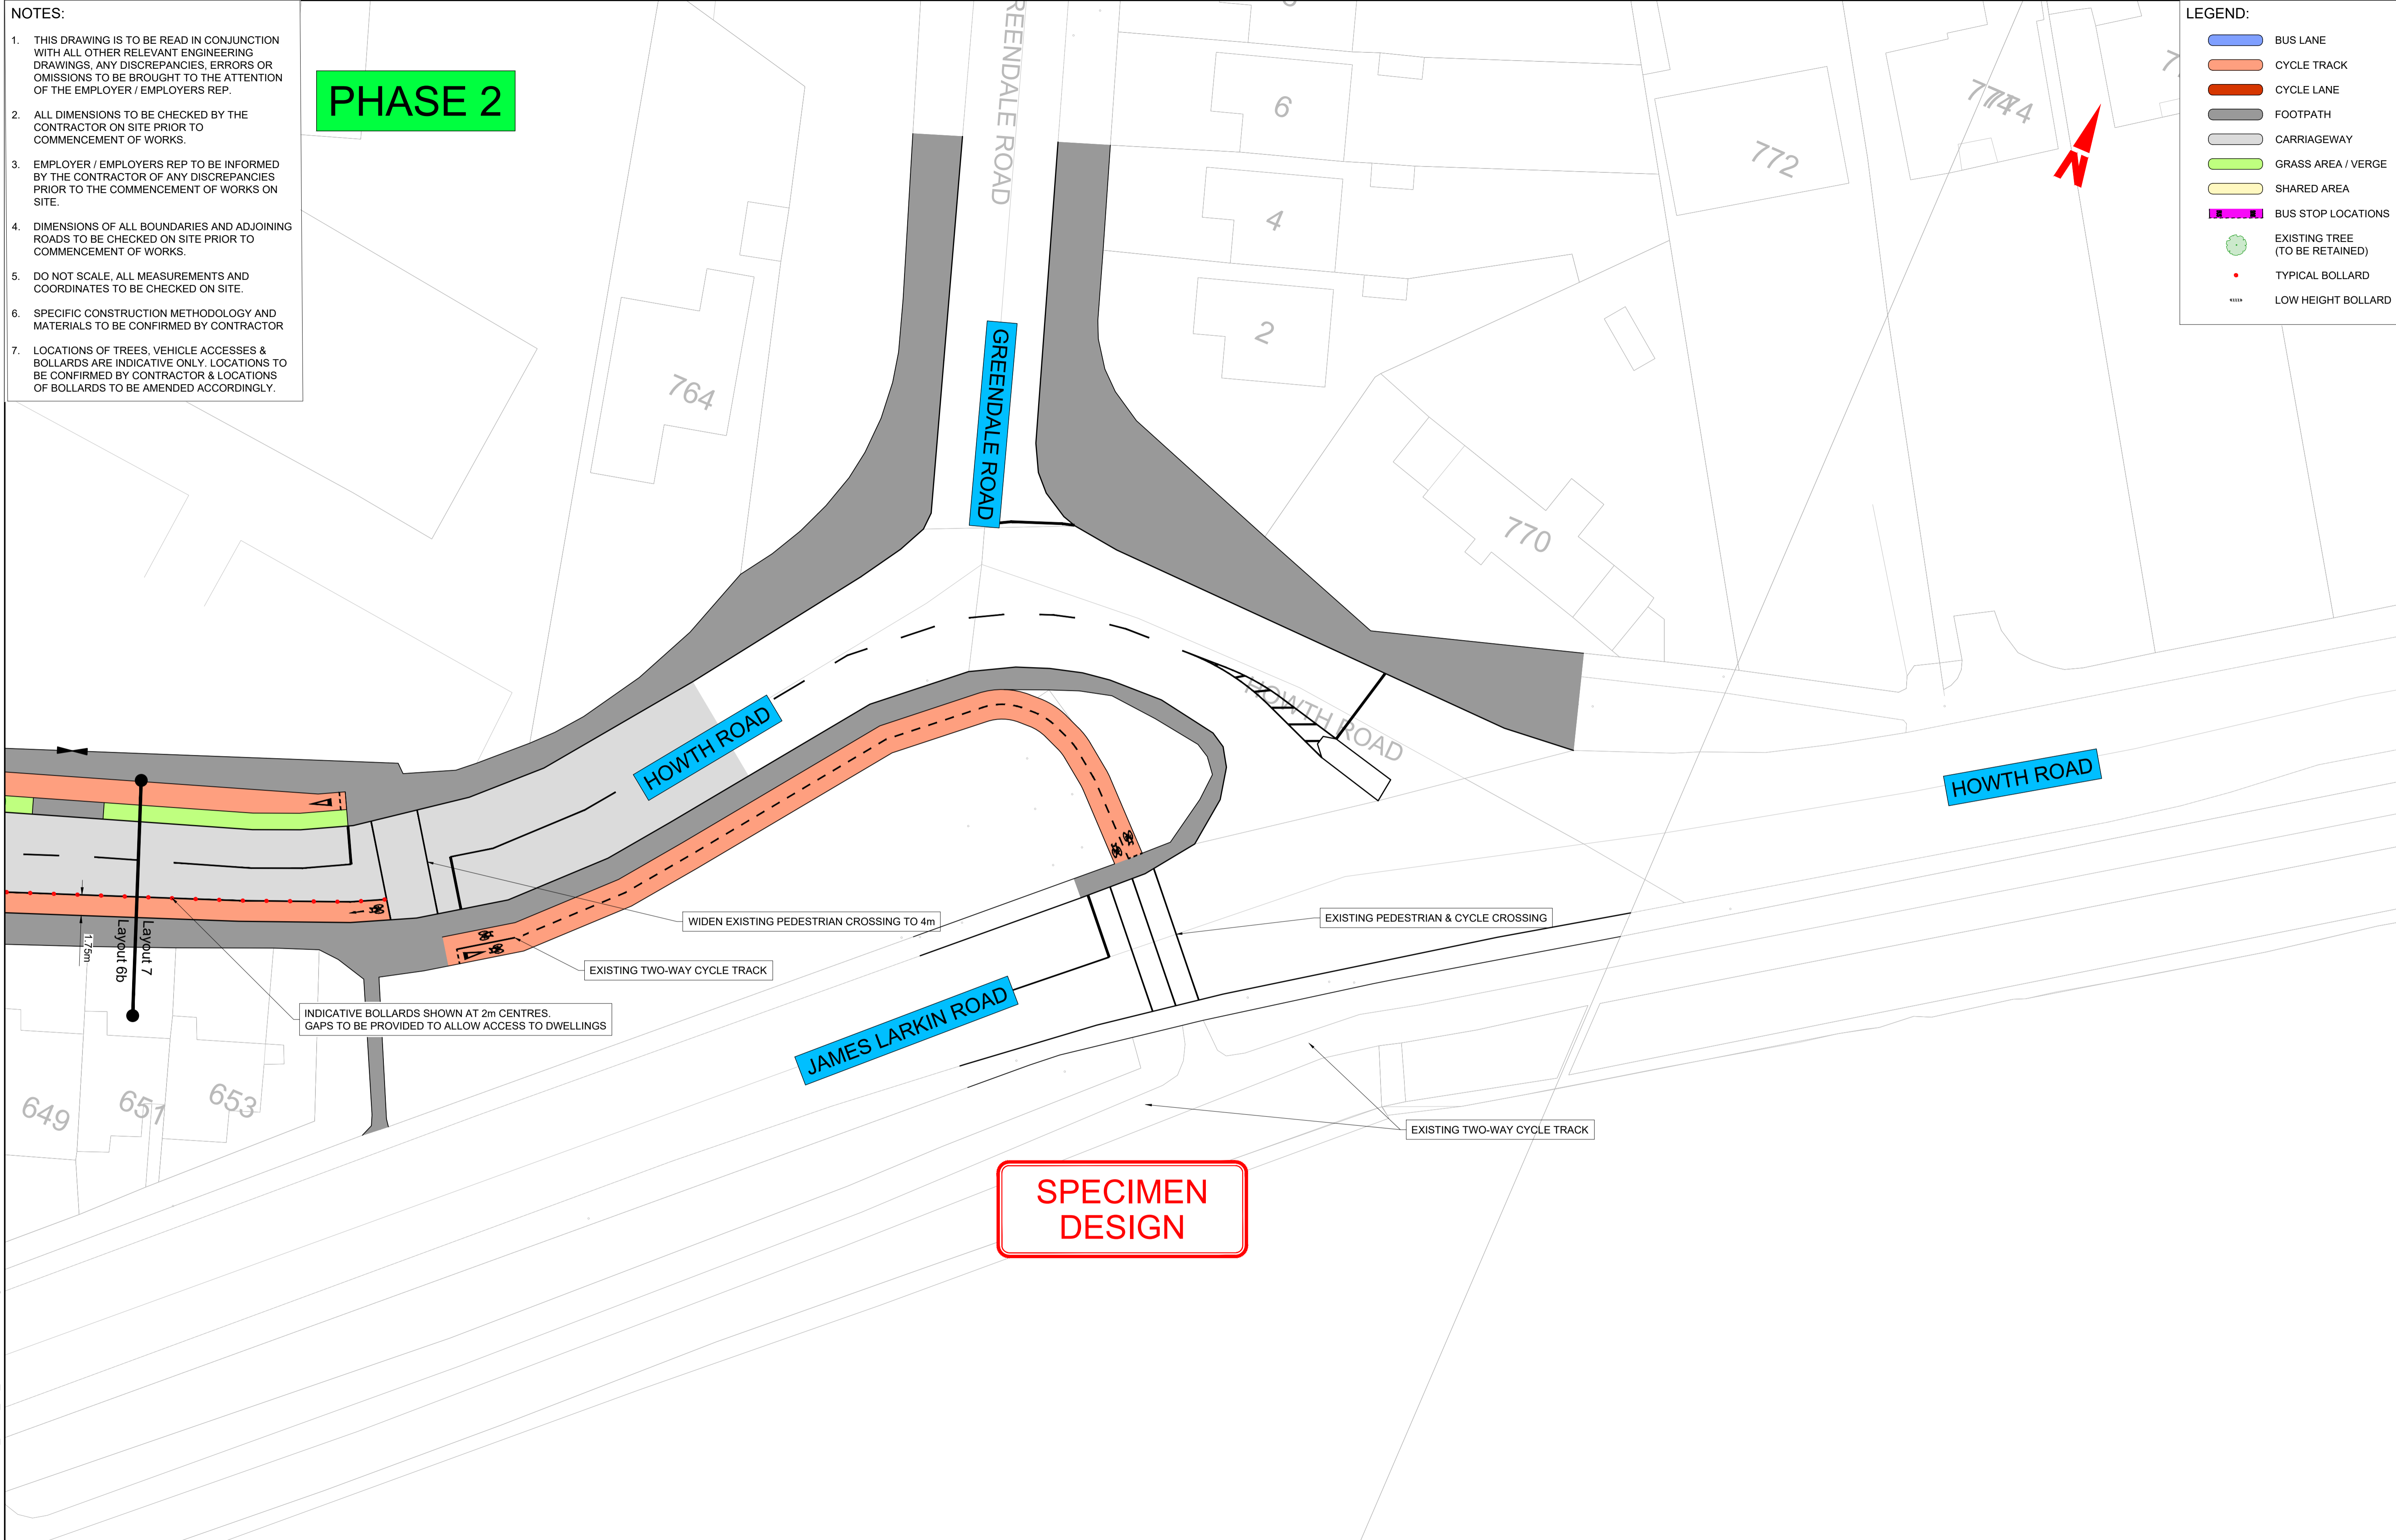 NOTES:
1. THIS DRAWING IS TO BE READ IN CONJUNCTION
WITH ALL OTHER RELEVANT ENGINEERING
DRAWINGS, ANY DISCREPANCIES, ERRORS OR
OMISSIONS TO BE BROUGHT TO THE ATTENTION
OF THE EMPLOYER / EMPLOYERS REP.
2. ALL DIMENSIONS TO BE CHECKED BY THE
CONTRACTOR ON SITE PRIOR TO
COMMENCEMENT OF WORKS.
3. EMPLOYER / EMPLOYERS REP TO BE INFORMED
BY THE CONTRACTOR OF ANY DISCREPANCIES
PRIOR TO THE COMMENCEMENT OF WORKS ON
SITE.
4. DIMENSIONS OF ALL BOUNDARIES AND ADJOINING
ROADS TO BE CHECKED ON SITE PRIOR TO
COMMENCEMENT OF WORKS.
5. DO NOT SCALE, ALL MEASUREMENTS AND
COORDINATES TO BE CHECKED ON SITE.
6. SPECIFIC CONSTRUCTION METHODOLOGY AND
MATERIALS TO BE CONFIRMED BY CONTRACTOR
7. LOCATIONS OF TREES, VEHICLE ACCESSES &
BOLLARDS ARE INDICATIVE ONLY. LOCATIONS TO
BE CONFIRMED BY CONTRACTOR & LOCATIONS
OF BOLLARDS TO BE AMENDED ACCORDINGLY.
PHASE 2
LEGEND:
BUS LANE
CYCLE TRACK
CYCLE LANE
FOOTPATH
CARRIAGEWAY
GRASS AREA / VERGE
SHARED AREA
BUS STOP LOCATIONS
EXISTING TREE
(TO BE RETAINED)
TYPICAL BOLLARD
LOW HEIGHT BOLLARD
N
REENDALE ROAD
6
4
2
772
774
774
764
770
GREENDALE ROAD
HOWTH ROAD
HOWTH ROAD
HOWTH ROAD
WIDEN EXISTING PEDESTRIAN CROSSING TO 4m
EXISTING PEDESTRIAN & CYCLE CROSSING
EXISTING TWO-WAY CYCLE TRACK
INDICATIVE BOLLARDS SHOWN AT 2m CENTRES.
GAPS TO BE PROVIDED TO ALLOW ACCESS TO DWELLINGS
1.75m
Layout 7
Layout 6b
JAMES LARKIN ROAD
649
651
653
EXISTING TWO-WAY CYCLE TRACK
SPECIMEN
DESIGN